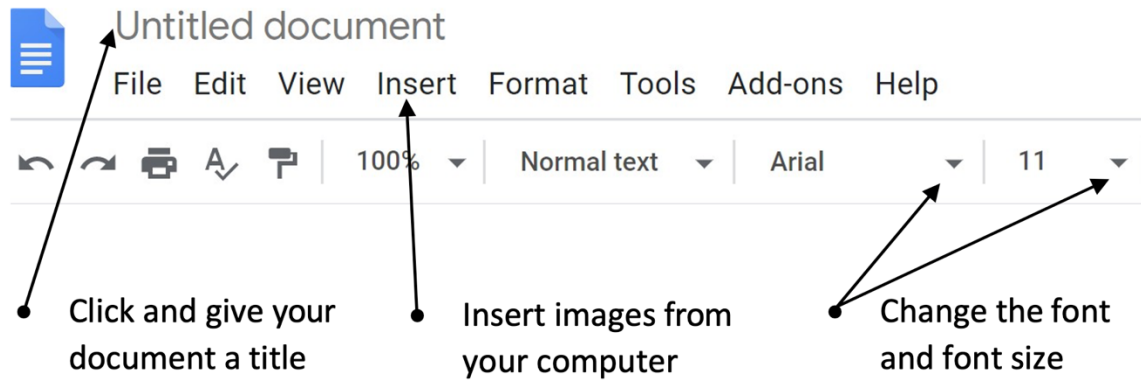 Untitled document
File Edit View Insert Format Tools Add-ons Help
100% Normal text Arial 11
Click and give your
document a title
Insert images from
your computer
Change the font
and font size